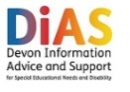 DiAS
Devon Information
Advice and Support
for Special Educational Needs and Disability